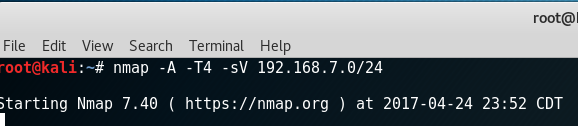 root@
File Edit View Search Terminal Help
root@kali:~# nmap -A -T4 -sV 192.168.7.0/24
Starting Nmap 7.40 ( https://nmap.org ) at 2017-04-24 23:52 CDT